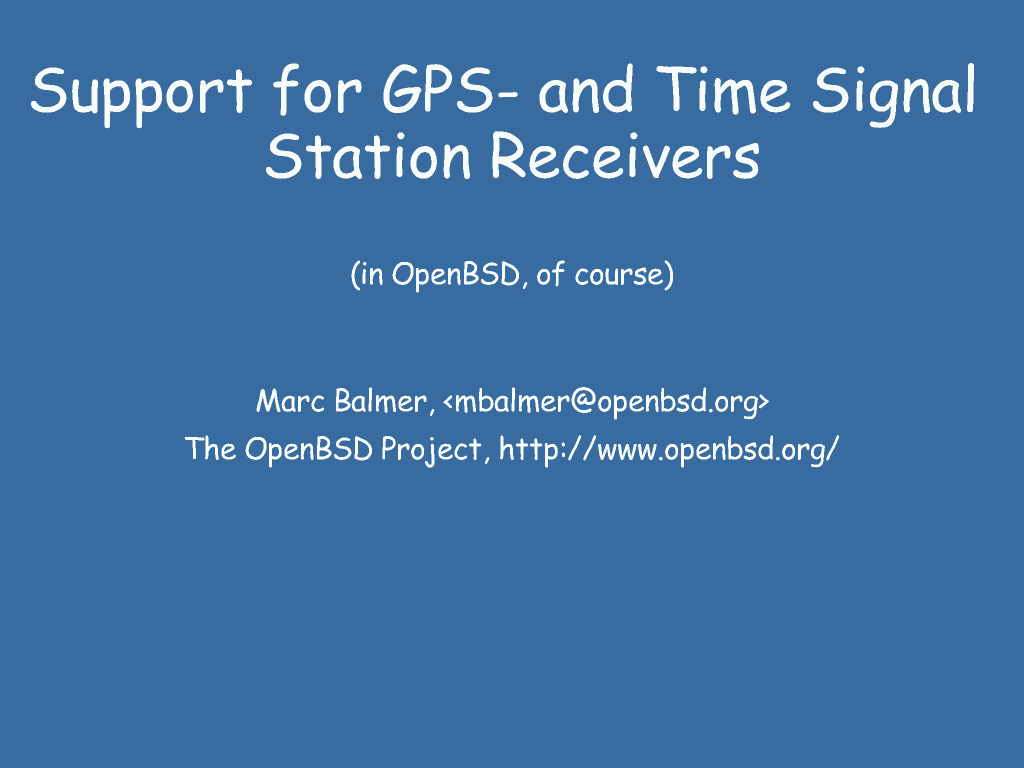 Support for GPS- and Time Signal
Station Receivers
(in OpenBSD, of course)
Marc Balmer, <mbalmer@openbsd.org>
The OpenBSD Project, http://www.openbsd.org/